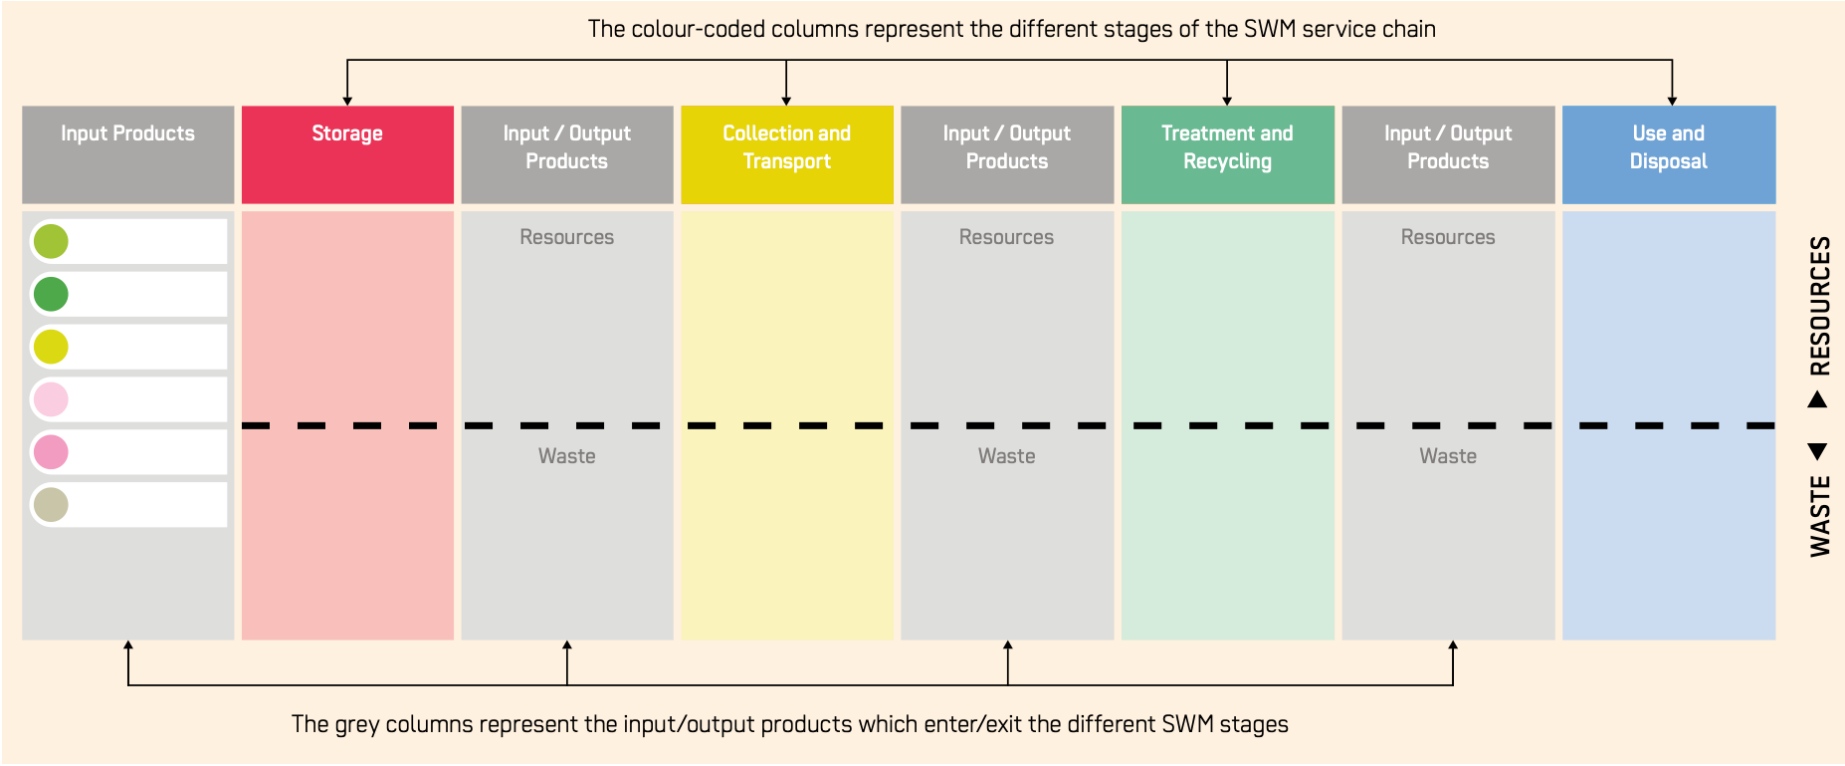 The colour-coded columns represent the different stages of the SWM service chain
Input Products
Storage
Input / Output
Products
Collection and
Transport
Input / Output
Products
Treatment and
Recycling
Input / Output
Products
Use and
Disposal
Resources
Resources
Resources
Waste
Waste
Waste
RESOURCES
WASTE
The grey columns represent the input/output products which enter/exit the different SWM stages